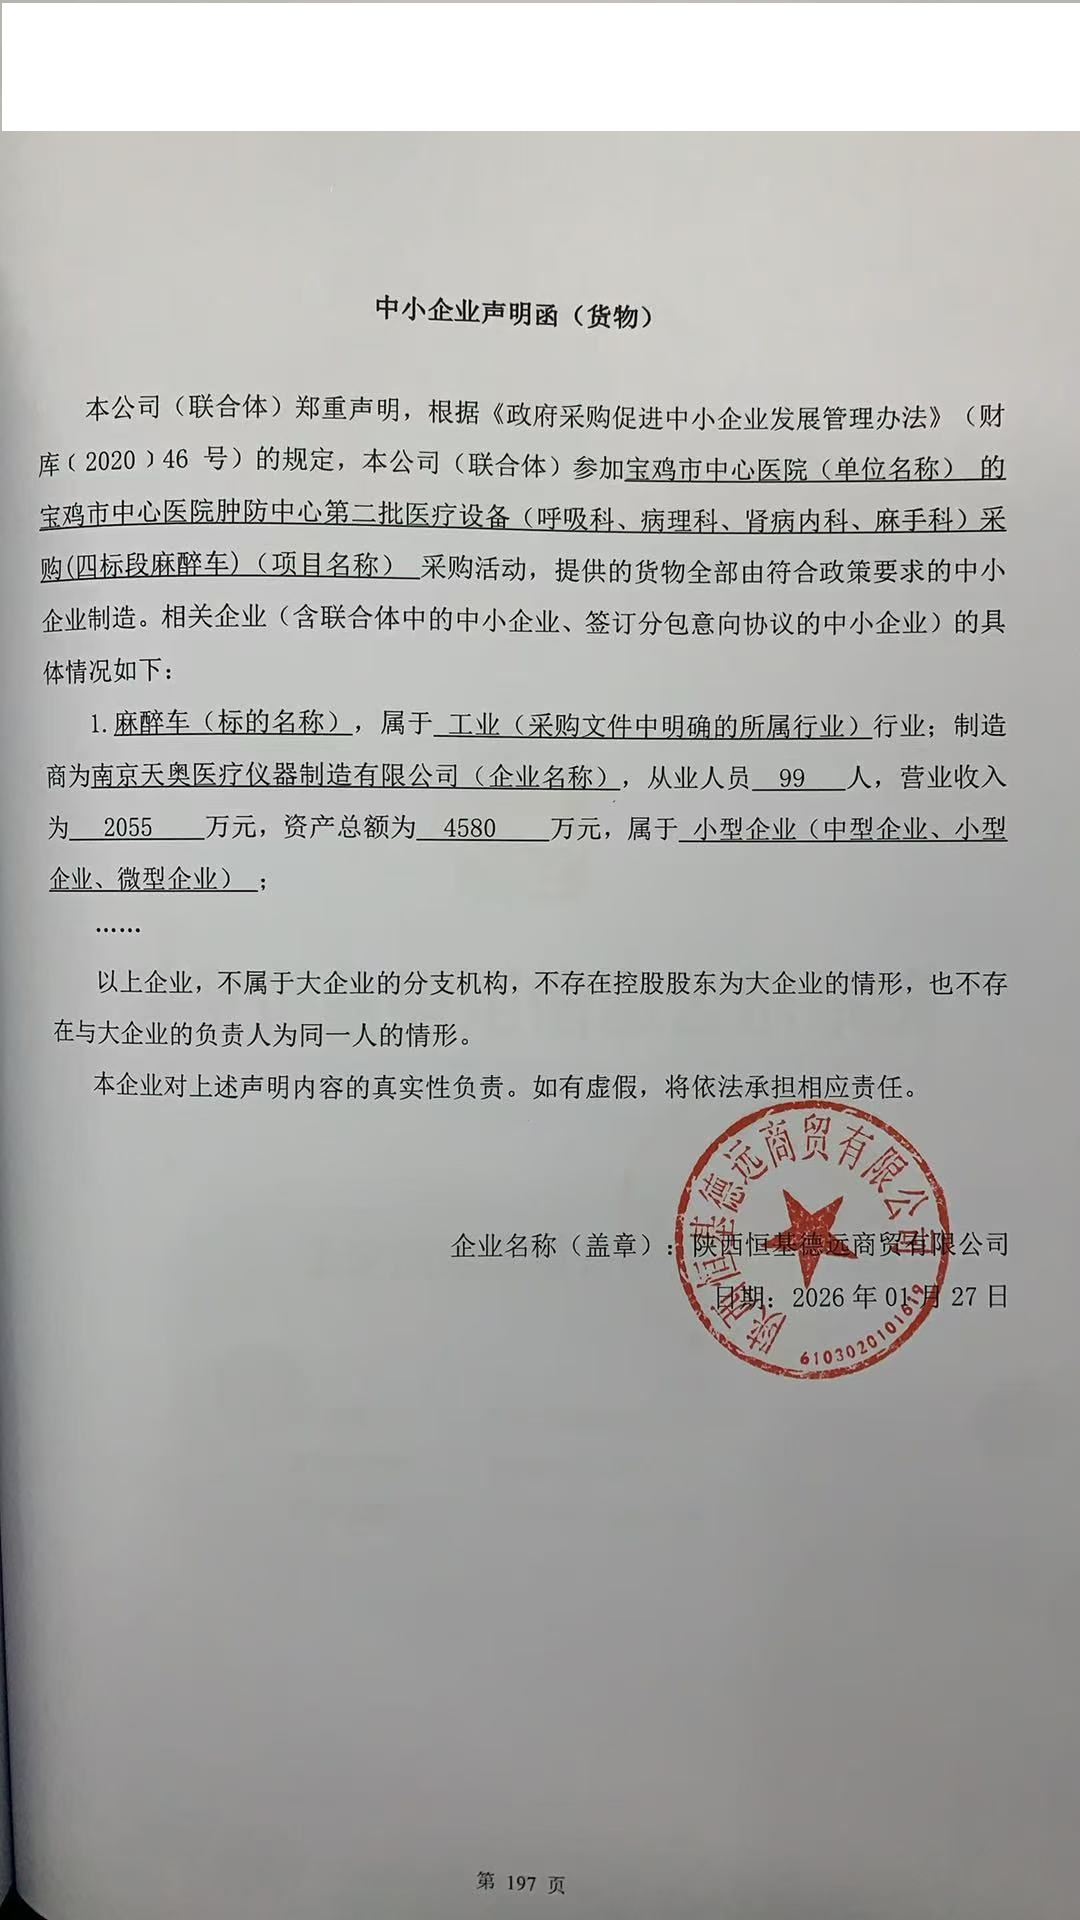 中小企业声明函（货物）
本公司（联合体）郑重声明，根据《政府采购促进中小企业发展管理办法》（财
库﹝2020﹞46 号）的规定，本公司（联合体）参加宝鸡市中心医院（单位名称） 的
宝鸡市中心医院肿防中心第二批医疗设备（呼吸科、病理科、肾病内科、麻手科）采
购(四标段麻醉车)（项目名称） 采购活动，提供的货物全部由符合政策要求的中小
企业制造。相关企业（含联合体中的中小企业、签订分包意向协议的中小企业）的具
体情况如下：
1.麻醉车（标的名称），属于 工业（采购文件中明确的所属行业）行业；制造
商为南京天奥医疗仪器制造有限公司（企业名称），从业人员 99 人，营业收入
为 2055 万元，资产总额为 4580 万元，属于 小型企业（中型企业、小型
企业、微型企业） ；
……
以上企业，不属于大企业的分支机构，不存在控股股东为大企业的情形，也不存
在与大企业的负责人为同一人的情形。
本企业对上述声明内容的真实性负责。如有虚假，将依法承担相应责任。
企业名称（盖章）：陕西恒基德远商贸有限公司
日期：2026 年 01 月 27 日
陕西恒基德远商贸有限公司
6103020101619
第 197 页